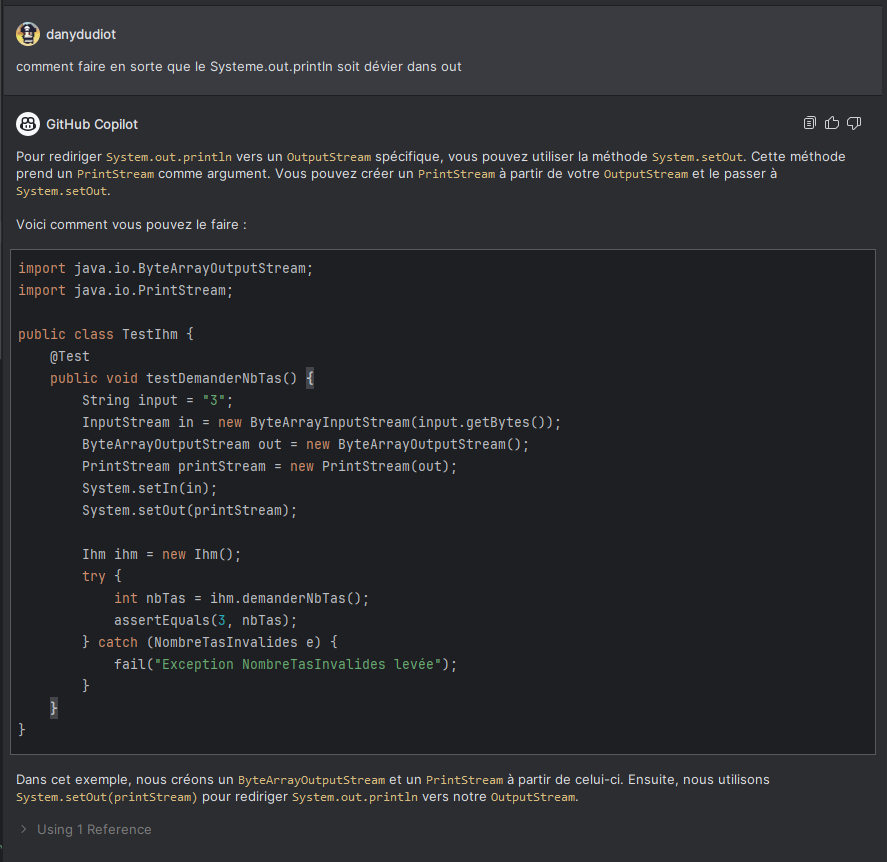 danydudiot
comment faire en sorte que le Systeme.out.println soit dévier dans out
GitHub Copilot
Pour rediriger System.out.println vers un OutputStream spécifique, vous pouvez utiliser la méthode System.setOut. Cette méthode
prend un PrintStream comme argument. Vous pouvez créer un PrintStream à partir de votre OutputStream et le passer à
System.setOut.
Voici comment vous pouvez le faire :
import java.io.ByteArrayOutputStream;
import java.io.PrintStream;
public class TestIhm {
    @Test
    public void testDemanderNbTas() {
        String input = "3";
        InputStream in = new ByteArrayInputStream(input.getBytes());
        ByteArrayOutputStream out = new ByteArrayOutputStream();
        PrintStream printStream = new PrintStream(out);
        System.setIn(in);
        System.setOut(printStream);
        Ihm ihm = new Ihm();
        try {
            int nbTas = ihm.demanderNbTas();
            assertEquals(3, nbTas);
        } catch (NombreTasInvalides e) {
            fail("Exception NombreTasInvalides levée");
        }
    }
}
Dans cet exemple, nous créons un ByteArrayOutputStream et un PrintStream à partir de celui-ci. Ensuite, nous utilisons
System.setOut(printStream) pour rediriger System.out.println vers notre OutputStream.
Using 1 Reference